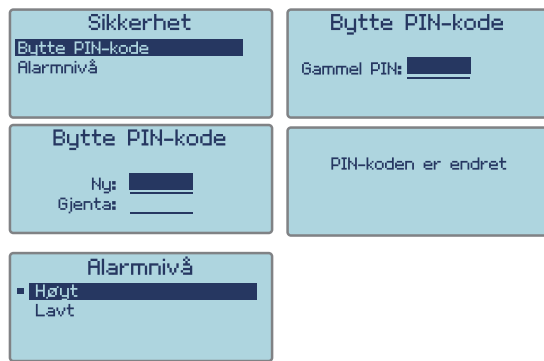 Sikkerhet
Bytte PIN-kode
Alarmnivå
Bytte PIN-kode
Gammel PIN:
Bytte PIN-kode
Ny:
Gjenta:
PIN-koden er endret
Alarmnivå
Høyt
Lavt